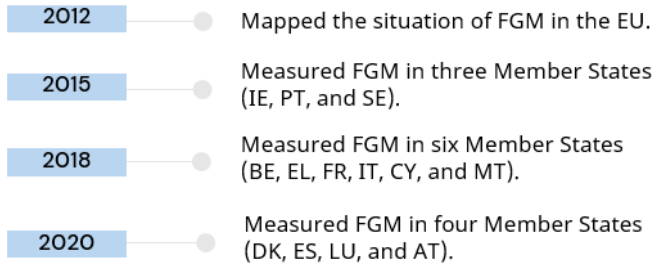 2012
Mapped the situation of FGM in the EU.
2015
Measured FGM in three Member States
(IE, PT, and SE).
2018
Measured FGM in six Member States
(BE, EL, FR, IT, CY, and MT).
2020
Measured FGM in four Member States
(DK, ES, LU, and AT).